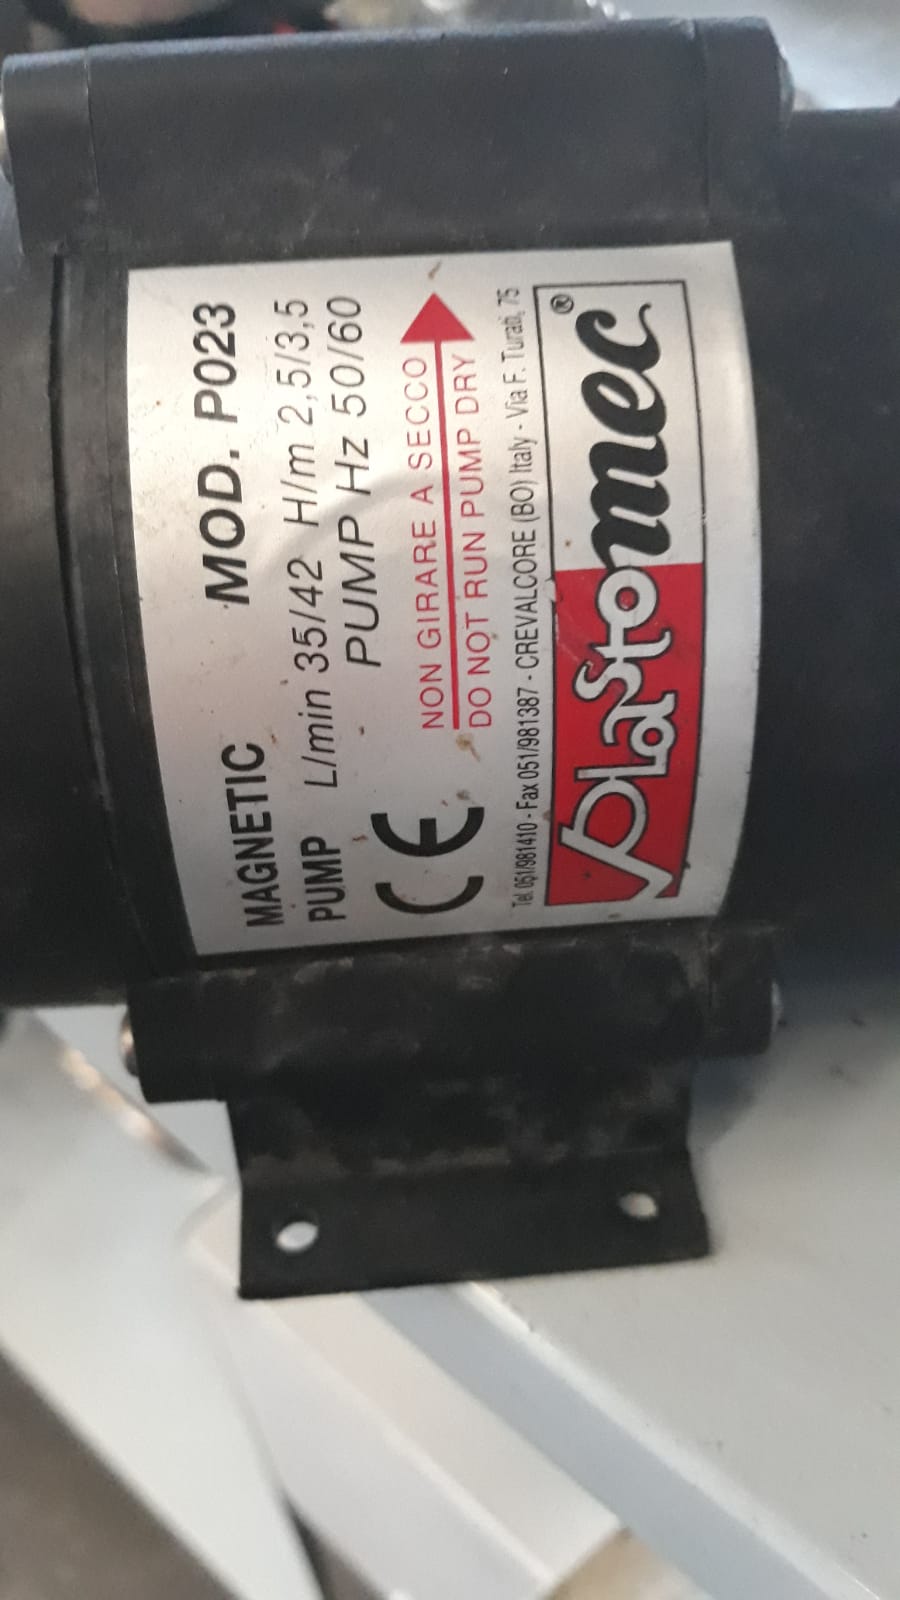 MAGNETIC MOD. P023
PUMP L/min 35/42 H/m 2,5/3,5
PUMP Hz 50/60
CE
NON GIRARE A SECCO
DO NOT RUN PUMP DRY
Tel. 051/981410 - Fax 051/981387 - CREVALCORE (BO) Italy - Via F. Turati, 75
plastomec®